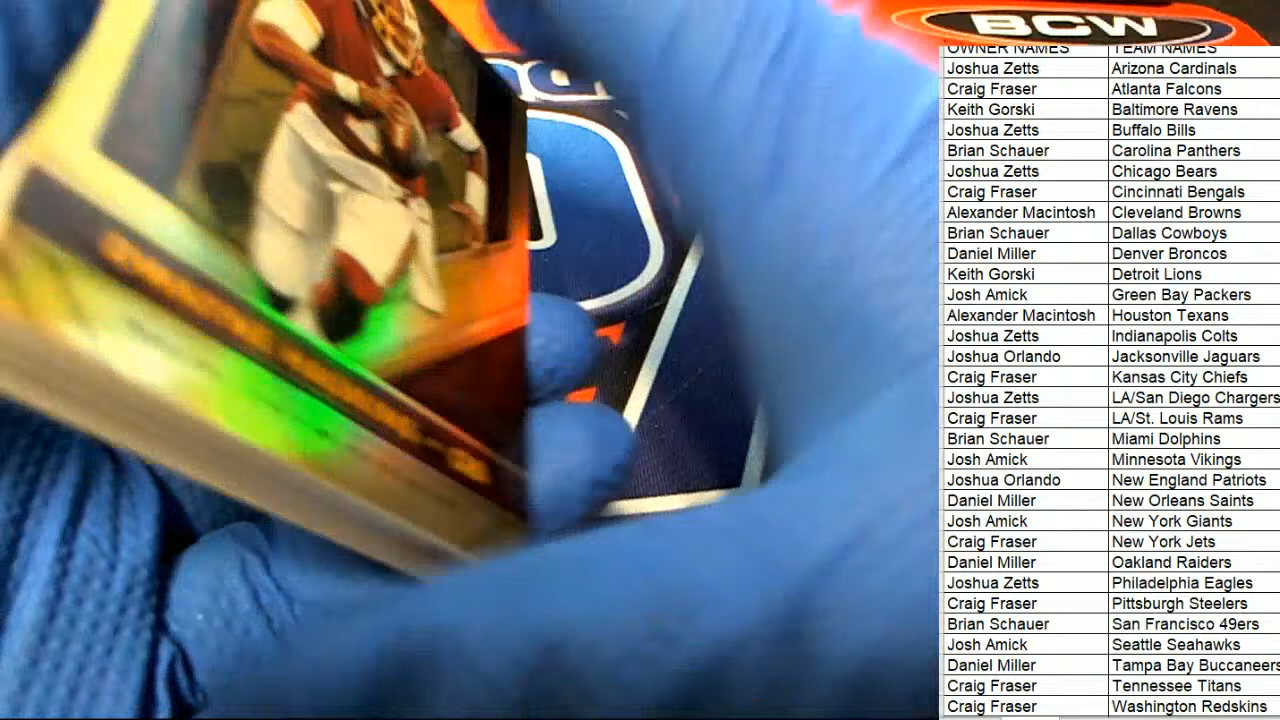 BCW
OWNER NAMES TEAM NAMES
Joshua Zetts Arizona Cardinals
Craig Fraser Atlanta Falcons
Keith Gorski Baltimore Ravens
Joshua Zetts Buffalo Bills
Brian Schauer Carolina Panthers
Joshua Zetts Chicago Bears
Craig Fraser Cincinnati Bengals
Alexander Macintosh Cleveland Browns
Brian Schauer Dallas Cowboys
Daniel Miller Denver Broncos
Keith Gorski Detroit Lions
Josh Amick Green Bay Packers
Alexander Macintosh Houston Texans
Joshua Zetts Indianapolis Colts
Joshua Orlando Jacksonville Jaguars
Craig Fraser Kansas City Chiefs
Joshua Zetts LA/San Diego Chargers
Craig Fraser LA/St. Louis Rams
Brian Schauer Miami Dolphins
Josh Amick Minnesota Vikings
Joshua Orlando New England Patriots
Daniel Miller New Orleans Saints
Josh Amick New York Giants
Craig Fraser New York Jets
Daniel Miller Oakland Raiders
Joshua Zetts Philadelphia Eagles
Craig Fraser Pittsburgh Steelers
Brian Schauer San Francisco 49ers
Josh Amick Seattle Seahawks
Daniel Miller Tampa Bay Buccaneers
Craig Fraser Tennessee Titans
Craig Fraser Washington Redskins